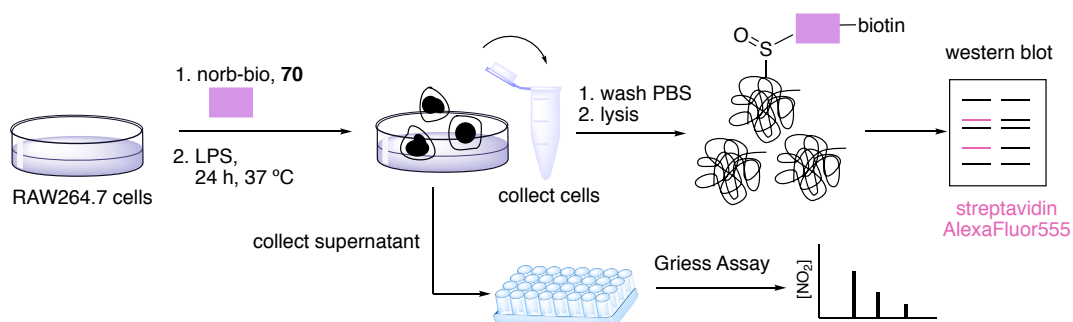 1. norb-bio, 70
2. LPS,
24 h, 37 ºC
RAW264.7 cells
collect cells
1. wash PBS
2. lysis
O
S
biotin
western blot
streptavidin
AlexaFluor555
collect supernatant
Griess Assay
[NO2]